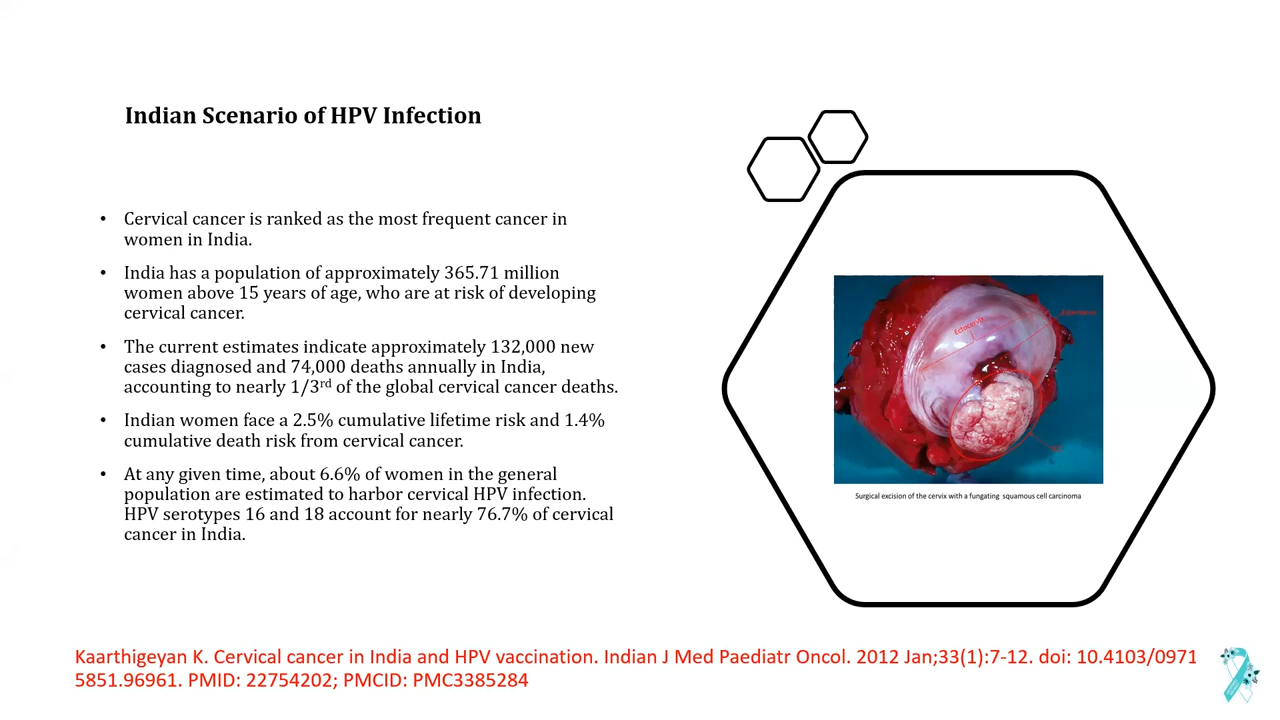 Indian Scenario of HPV Infection
• Cervical cancer is ranked as the most frequent cancer in
women in India.
• India has a population of approximately 365.71 million
women above 15 years of age, who are at risk of developing
cervical cancer.
• The current estimates indicate approximately 132,000 new
cases diagnosed and 74,000 deaths annually in India,
accounting to nearly 1/3rd of the global cervical cancer deaths.
• Indian women face a 2.5% cumulative lifetime risk and 1.4%
cumulative death risk from cervical cancer.
• At any given time, about 6.6% of women in the general
population are estimated to harbor cervical HPV infection.
HPV serotypes 16 and 18 account for nearly 76.7% of cervical
cancer in India.
Ectocervix
Surgical excision of the cervix with a fungating squamous cell carcinoma
Kaarthigeyan K. Cervical cancer in India and HPV vaccination. Indian J Med Paediatr Oncol. 2012 Jan;33(1):7-12. doi: 10.4103/0971
5851.96961. PMID: 22754202; PMCID: PMC3385284